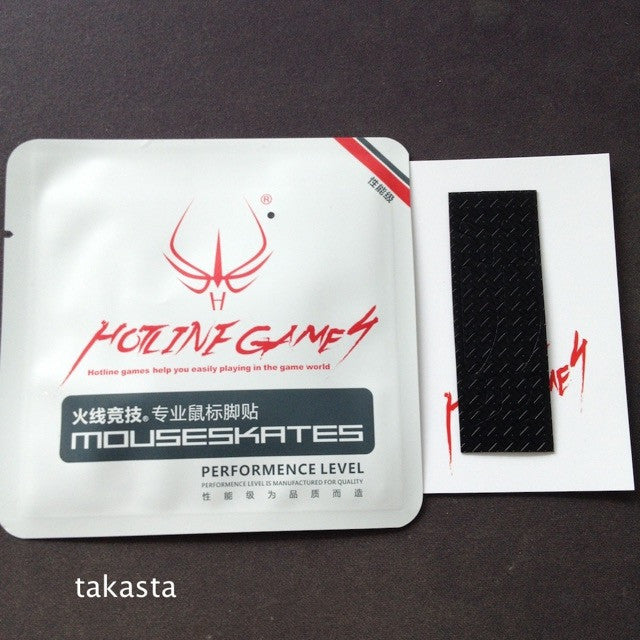 性能级
®
HOTLINE GAMES
Hotline games help you easily playing in the game world
火线竞技® 专业鼠标脚贴
MOUSESKATES
PERFORMENCE LEVEL
PERFORMENCE LEVEL IS MANUFACTURED FOR QUALITY
性能级为品质而造
takasta